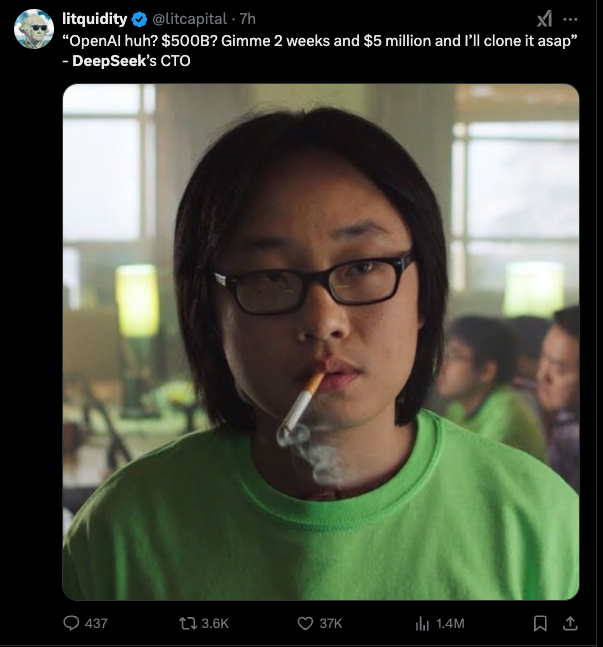 litquidity @litcapital · 7h
“OpenAI huh? $500B? Gimme 2 weeks and $5 million and I’ll clone it asap”
- DeepSeek’s CTO
437 3.6K 37K 1.4M